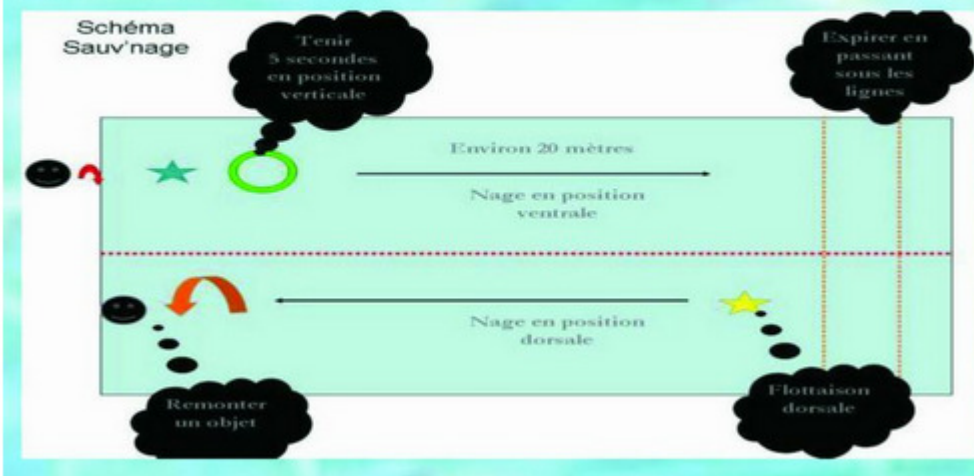 Schéma
Sauv'nage
Tenir
5 secondes
en position
verticale
Expirer en
passant
sous les
lignes
Environ 20 mètres
Nage en position
ventrale
Nage en position
dorsale
Remonter
un objet
Flottaison
dorsale